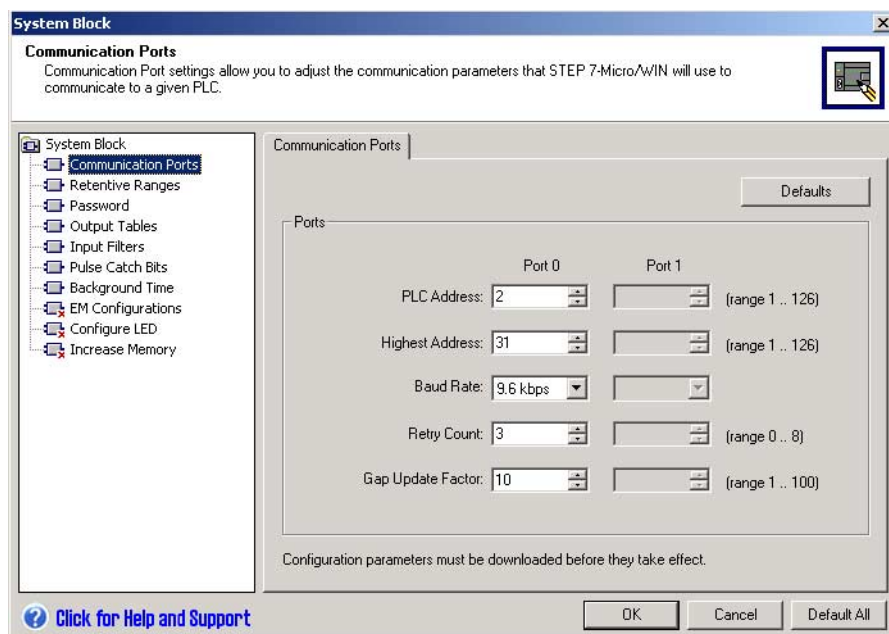 System Block
Communication Ports
Communication Port settings allow you to adjust the communication parameters that STEP 7-Micro/WIN will use to
communicate to a given PLC.
System Block
Communication Ports
Retentive Ranges
Password
Output Tables
Input Filters
Pulse Catch Bits
Background Time
EM Configurations
Configure LED
Increase Memory
Communication Ports
Defaults
Ports
Port 0 Port 1
PLC Address: 2 (range 1 .. 126)
Highest Address: 31 (range 1 .. 126)
Baud Rate: 9.6 kbps
Retry Count: 3 (range 0 .. 8)
Gap Update Factor: 10 (range 1 .. 100)
Configuration parameters must be downloaded before they take effect.
Click for Help and Support
OK Cancel Default All